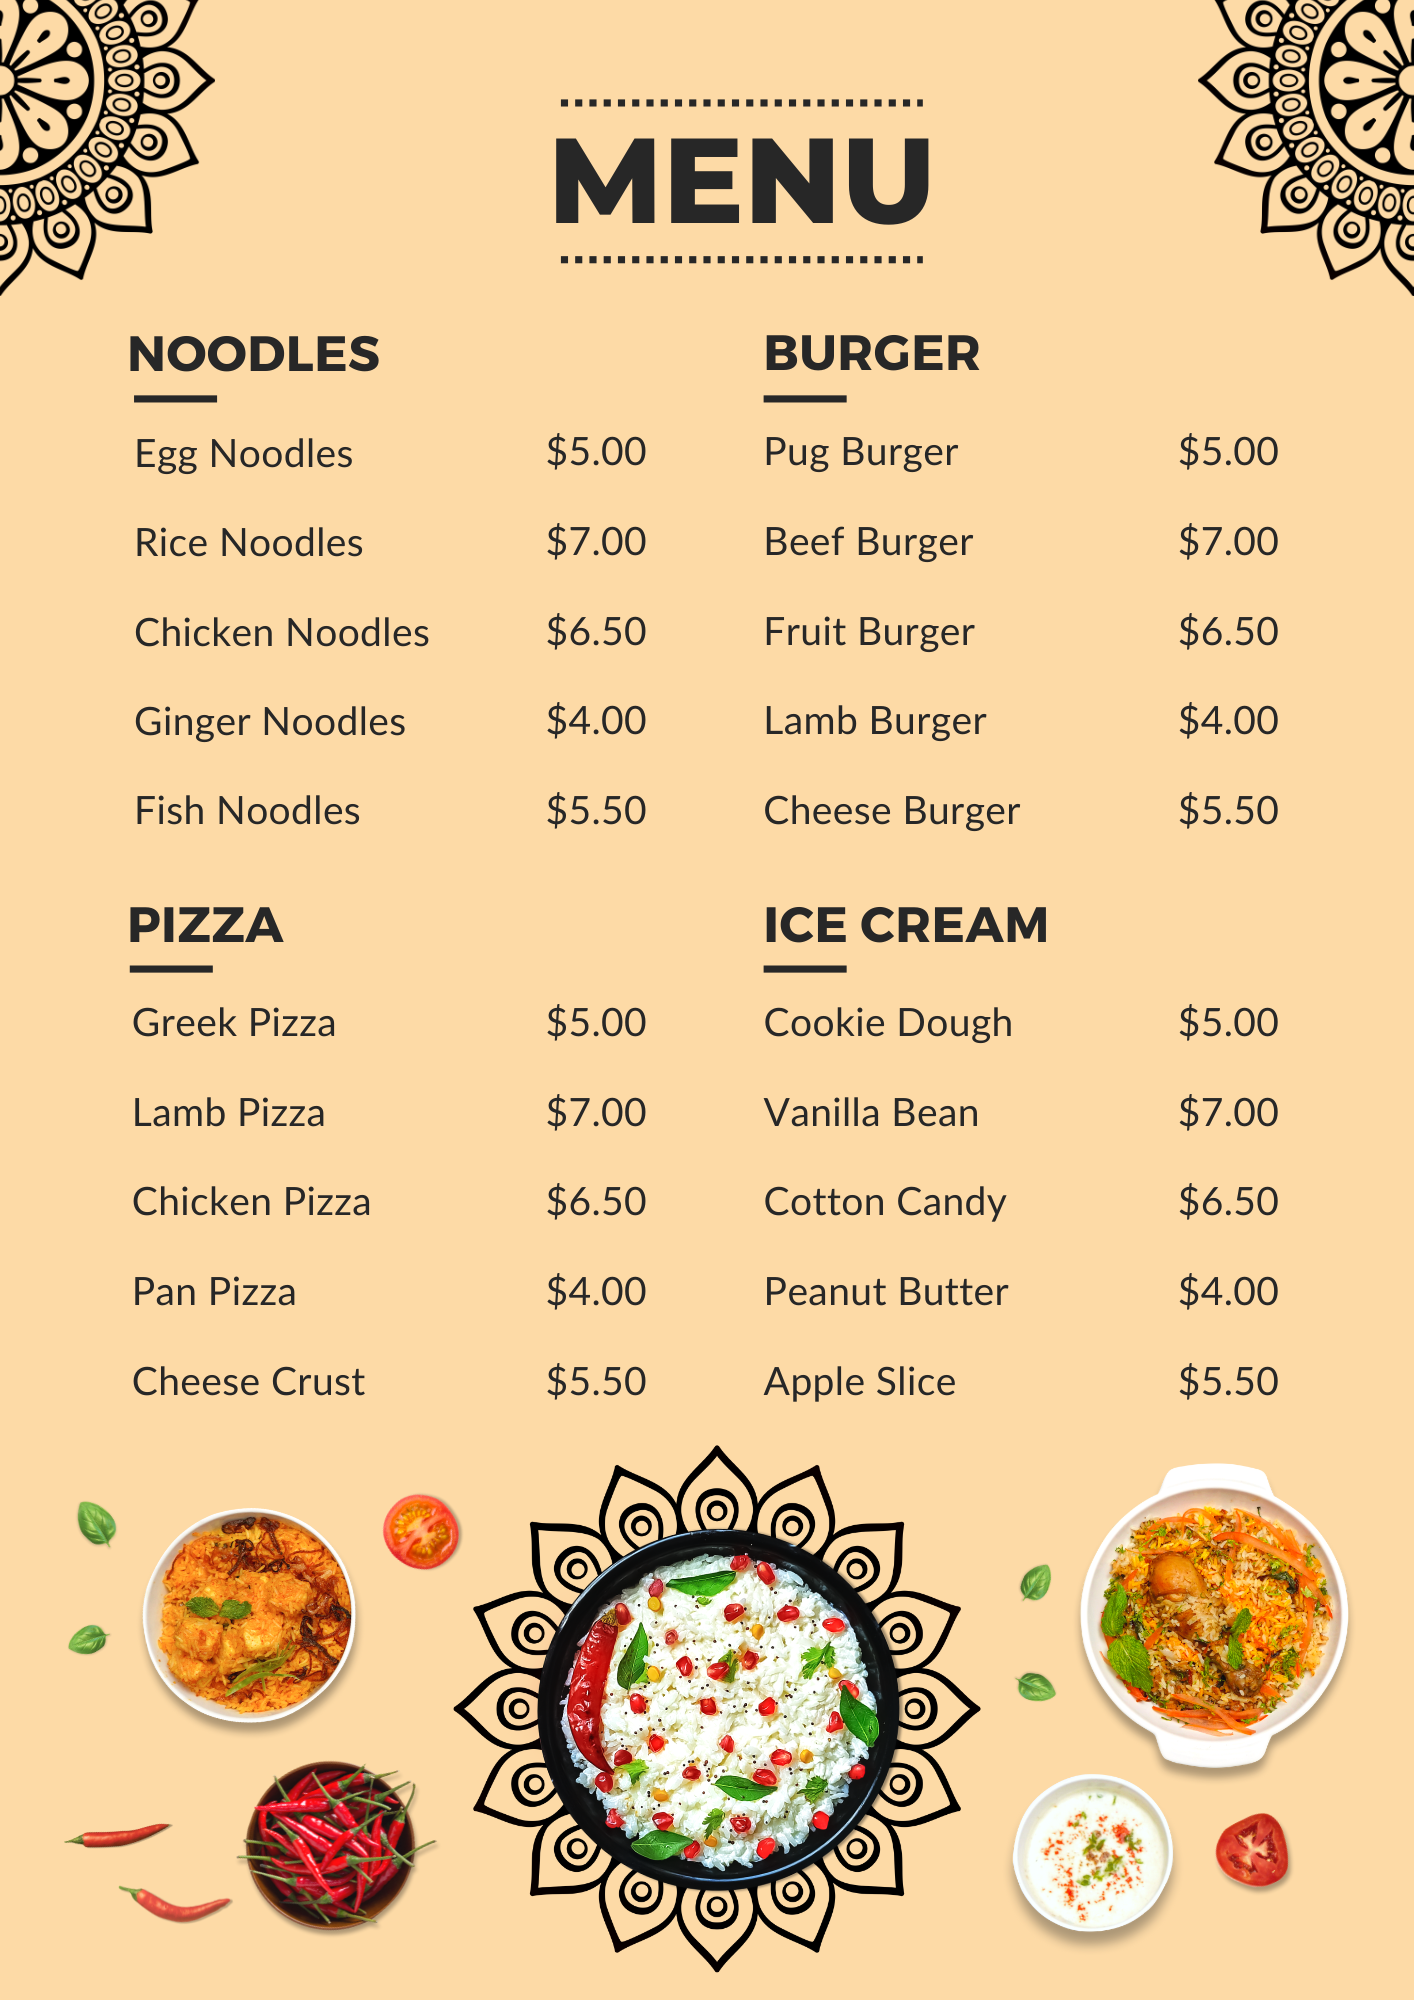 MENU
NOODLES
Egg Noodles $5.00
Rice Noodles $7.00
Chicken Noodles $6.50
Ginger Noodles $4.00
Fish Noodles $5.50
BURGER
Pug Burger $5.00
Beef Burger $7.00
Fruit Burger $6.50
Lamb Burger $4.00
Cheese Burger $5.50
PIZZA
Greek Pizza $5.00
Lamb Pizza $7.00
Chicken Pizza $6.50
Pan Pizza $4.00
Cheese Crust $5.50
ICE CREAM
Cookie Dough $5.00
Vanilla Bean $7.00
Cotton Candy $6.50
Peanut Butter $4.00
Apple Slice $5.50